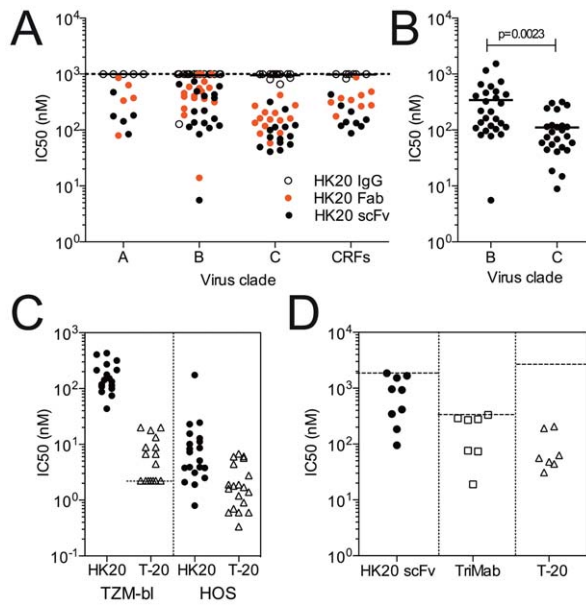 A
IC50 (nM)
10⁴
10³
10²
10¹
10⁰
HK20 IgG
HK20 Fab
HK20 scFv
A B C CRFs
Virus clade
B
p=0.0023
IC50 (nM)
10⁴
10³
10²
10¹
10⁰
B C
Virus clade
C
IC50 (nM)
10³
10²
10¹
10⁰
10⁻¹
HK20 T-20 HK20 T-20
TZM-bl HOS
D
IC50 (nM)
10⁴
10³
10²
10¹
10⁰
HK20 scFv TriMab T-20